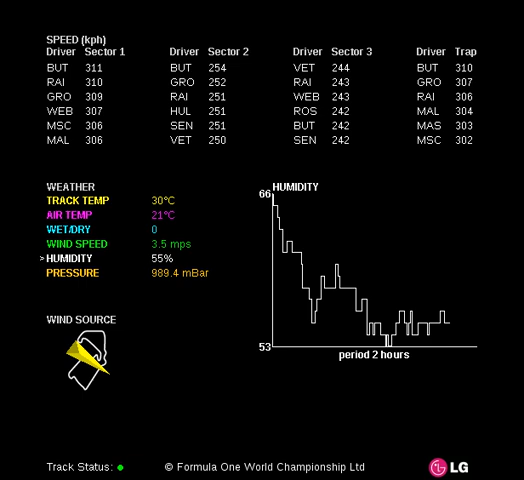 SPEED (kph)
Driver Sector 1 Driver Sector 2 Driver Sector 3 Driver Trap
BUT 311 BUT 254 VET 244 BUT 310
RAI 310 GRO 252 RAI 243 GRO 307
GRO 309 RAI 251 WEB 243 RAI 306
WEB 307 HUL 251 ROS 242 MAL 304
MSC 306 SEN 251 BUT 242 MAS 303
MAL 306 VET 250 SEN 242 MSC 302
WEATHER
TRACK TEMP 30°C
AIR TEMP 21°C
WET/DRY 0
WIND SPEED 3.5 mps
>HUMIDITY 55%
PRESSURE 989.4 mBar
HUMIDITY
66
53
period 2 hours
WIND SOURCE
Track Status:
© Formula One World Championship Ltd
LG